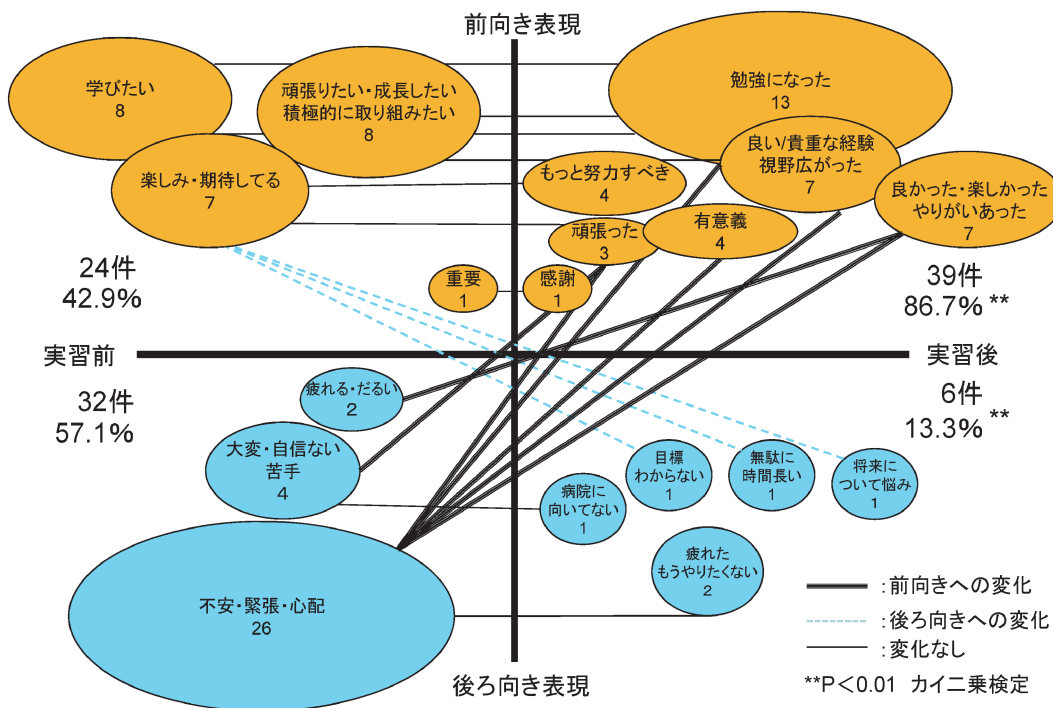 前向き表現
学びたい
8
頑張りたい・成長したい
積極的に取り組みたい
8
楽しみ・期待してる
7
勉強になった
13
良い/貴重な経験
視野広がった
7
もっと努力すべき
4
良かった・楽しかった
やりがいあった
7
頑張った
3
有意義
4
重要
1
感謝
1
24件
42.9%
39件
86.7% **
実習前
実習後
32件
57.1%
6件
13.3% **
疲れる・だるい
2
大変・自信ない
苦手
4
不安・緊張・心配
26
病院に
向いてない
1
目標
わからない
1
無駄に
時間長い
1
将来に
ついて悩み
1
疲れた
もうやりたくない
2
後ろ向き表現
:前向きへの変化
:後ろ向きへの変化
:変化なし
**P<0.01 カイ二乗検定